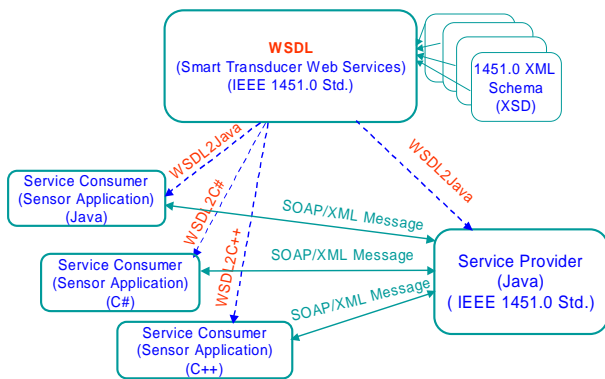 WSDL
(Smart Transducer Web Services)
(IEEE 1451.0 Std.)
1451.0 XML
Schema
(XSD)
WSDL2Java
WSDL2C#
WSDL2C++
WSDL2Java
Service Consumer
(Sensor Application)
(Java)
SOAP/XML Message
Service Consumer
(Sensor Application)
(C#)
SOAP/XML Message
Service Provider
(Java)
( IEEE 1451.0 Std.)
SOAP/XML Message
Service Consumer
(Sensor Application)
(C++)